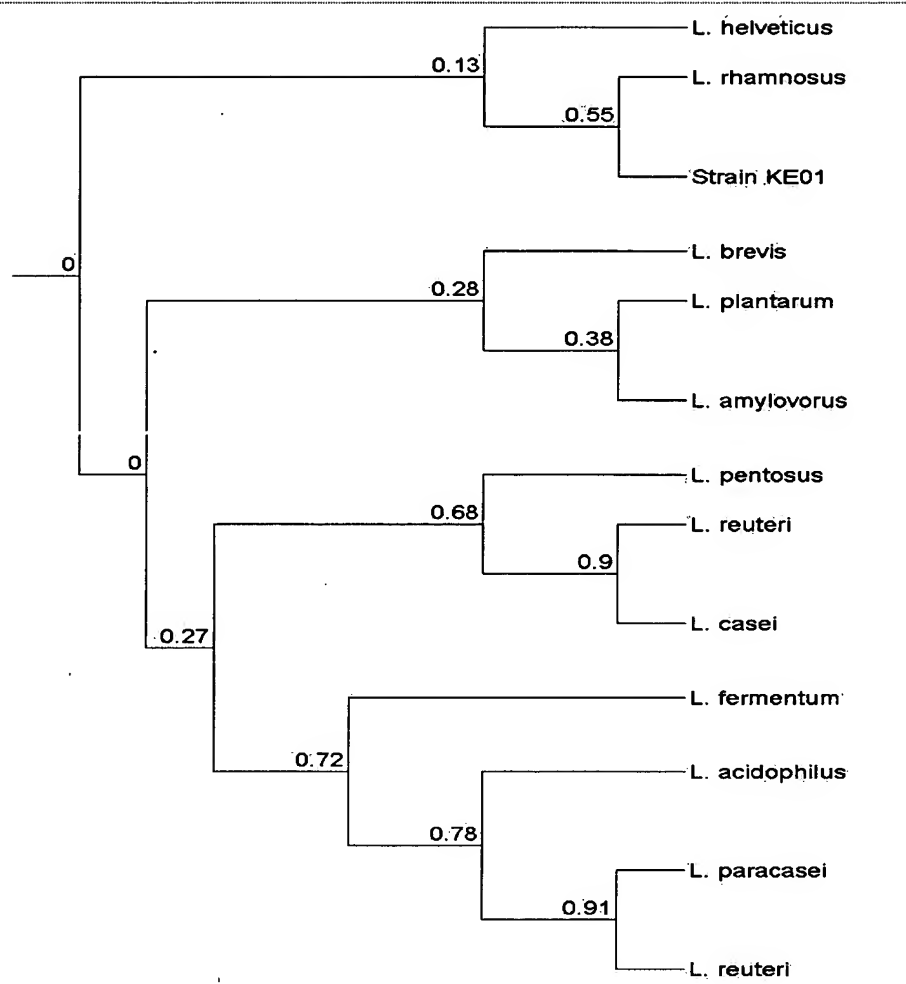 L. helveticus
0.13
L. rhamnosus
0.55
Strain KE01
L. brevis
0
0.28
L. plantarum
0.38
L. amylovorus
0
L. pentosus
0.68
L. reuteri
0.9
L. casei
0.27
L. fermentum
0.72
L. acidophilus
0.78
L. paracasei
0.91
L. reuteri